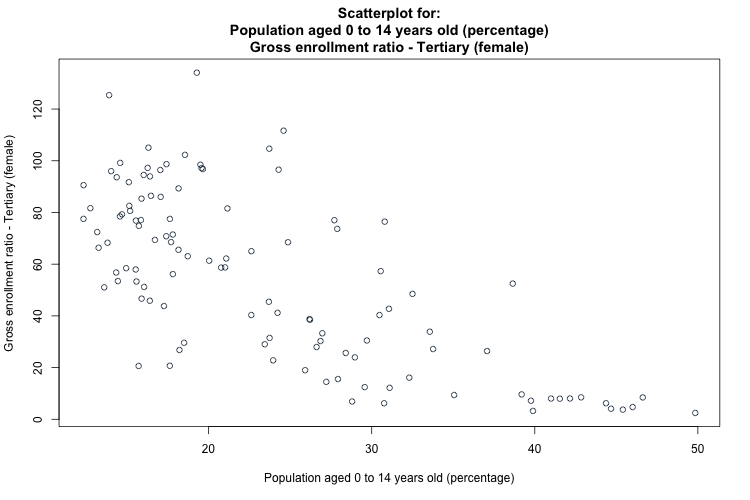 Scatterplot for:
Population aged 0 to 14 years old (percentage)
Gross enrollment ratio - Tertiary (female)
Gross enrollment ratio - Tertiary (female)
120
100
80
60
40
20
0
20 30 40 50
Population aged 0 to 14 years old (percentage)